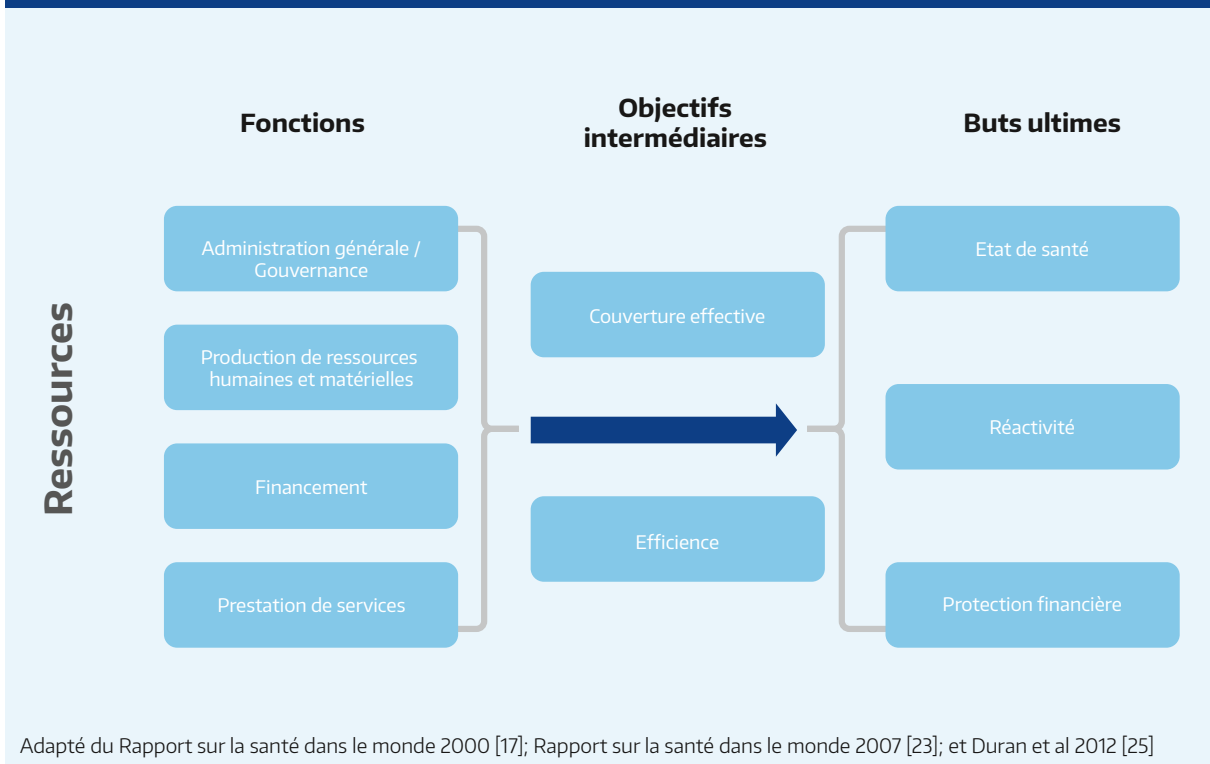 Fonctions
Objectifs
intermédiaires
Buts ultimes
Ressources
Administration générale /
Gouvernance
Production de ressources
humaines et matérielles
Financement
Prestation de services
Couverture effective
Efficience
Etat de santé
Réactivité
Protection financière
Adapté du Rapport sur la santé dans le monde 2000 [17]; Rapport sur la santé dans le monde 2007 [23]; et Duran et al 2012 [25]